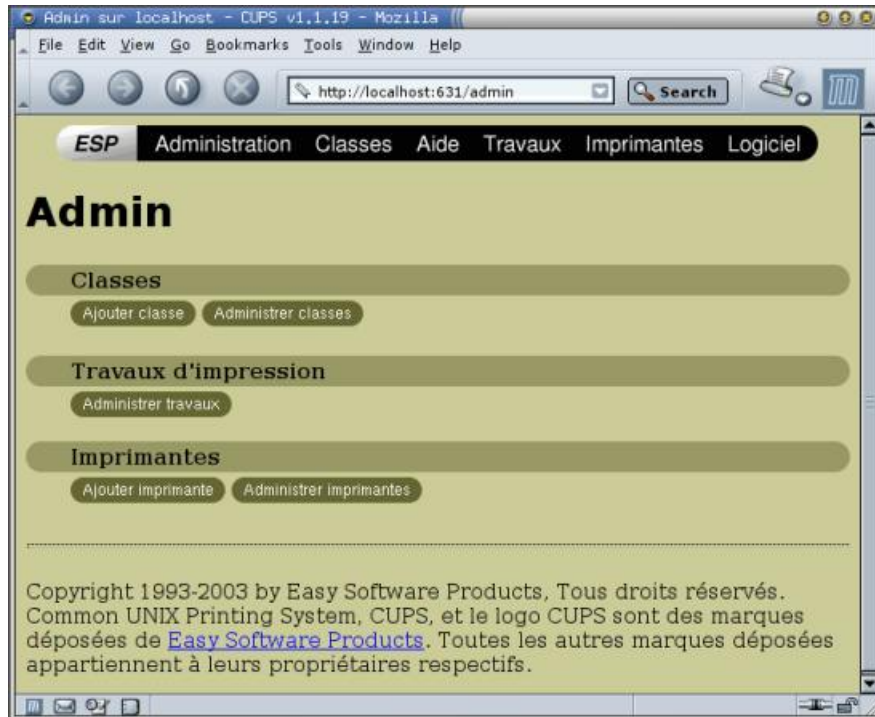 Admin sur localhost - CUPS v1.1.19 - Mozilla
File Edit View Go Bookmarks Tools Window Help
http://localhost:631/admin Search
ESP Administration Classes Aide Travaux Imprimantes Logiciel
Admin
Classes
Ajouter classe Administrer classes
Travaux d'impression
Administrer travaux
Imprimantes
Ajouter imprimante Administrer imprimantes
Copyright 1993-2003 by Easy Software Products, Tous droits réservés.
Common UNIX Printing System, CUPS, et le logo CUPS sont des marques
déposées de Easy Software Products. Toutes les autres marques déposées
appartiennent à leurs propriétaires respectifs.